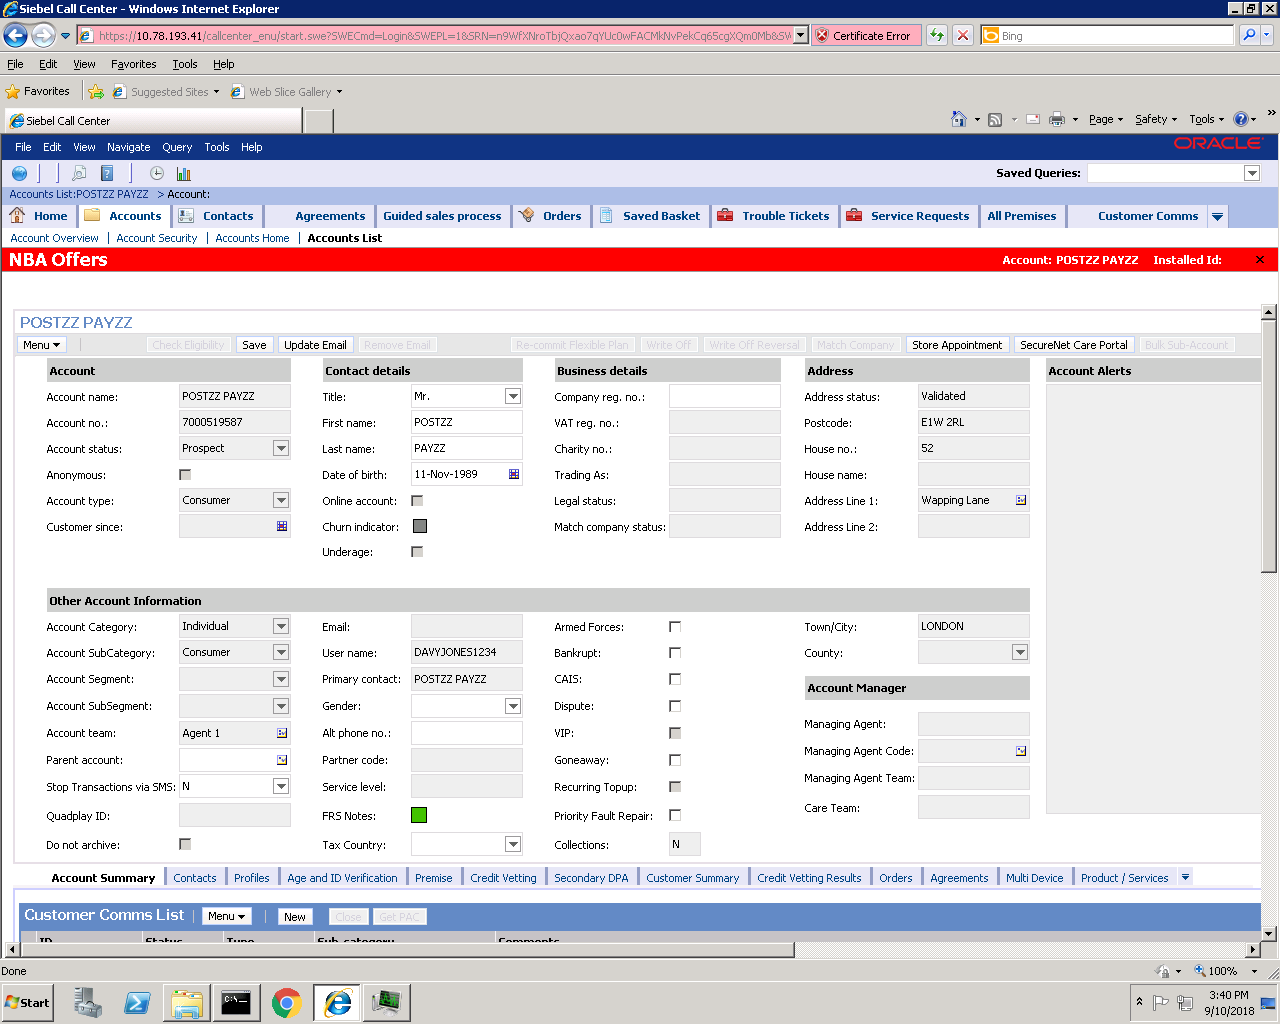 Siebel Call Center - Windows Internet Explorer
https://10.78.193.41/callcenter_enu/start.swe?SWECmd=Login&SWEPL=1&SRN=n9WfXNroTbjQxao7qYUc0wFACMkNvPekCq65cgXQm0Mb&SW Certificate Error Bing
File Edit View Favorites Tools Help
Favorites Suggested Sites Web Slice Gallery
Siebel Call Center Page Safety Tools »
File Edit View Navigate Query Tools Help ORACLE
Saved Queries:
Accounts List:POSTZZ PAYZZ > Account:
Home Accounts Contacts Agreements Guided sales process Orders Saved Basket Trouble Tickets Service Requests All Premises Customer Comms
Account Overview Account Security Accounts Home Accounts List
NBA Offers Account: POSTZZ PAYZZ Installed Id:
POSTZZ PAYZZ
Menu Check Eligibility Save Update Email Remove Email Re-commit Flexible Plan Write Off Write Off Reversal Match Company Store Appointment SecureNet Care Portal Bulk Sub-Account
Account Contact details Business details Address Account Alerts
Account name: POSTZZ PAYZZ Title: Mr. Company reg. no.: Address status: Validated
Account no.: 7000519587 First name: POSTZZ VAT reg. no.: Postcode: E1W 2RL
Account status: Prospect Last name: PAYZZ Charity no.: House no.: 52
Anonymous: Date of birth: 11-Nov-1989 Trading As: House name:
Account type: Consumer Online account: Legal status: Address Line 1: Wapping Lane
Customer since: Churn indicator: Match company status: Address Line 2:
Underage:
Other Account Information
Account Category: Individual Email: Armed Forces: Town/City: LONDON
Account SubCategory: Consumer User name: DAVYJONES1234 Bankrupt: County:
Account Segment: Primary contact: POSTZZ PAYZZ CAIS: Account Manager
Account SubSegment: Gender: Dispute: Managing Agent:
Account team: Agent 1 Alt phone no.: VIP: Managing Agent Code:
Parent account: Partner code: Goneaway: Managing Agent Team:
Stop Transactions via SMS: N Service level: Recurring Topup: Care Team:
Quadplay ID: FRS Notes: Priority Fault Repair:
Do not archive: Tax Country: Collections: N
Account Summary Contacts Profiles Age and ID Verification Premise Credit Vetting Secondary DPA Customer Summary Credit Vetting Results Orders Agreements Multi Device Product / Services
Customer Comms List Menu New Close Get PAC
ID Status Type Sub-category Comments
Done 100%
Start C:\ 3:40 PM
9/10/2018